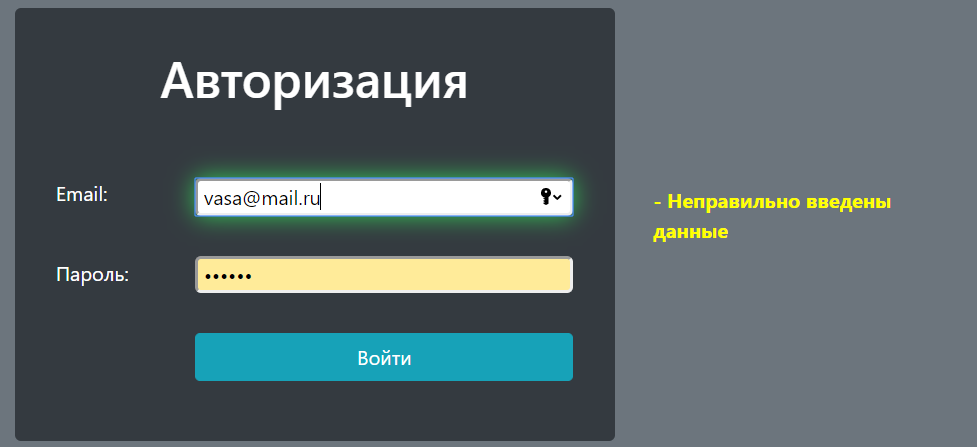 Авторизация
Email:
vasa@mail.ru
- Неправильно введены
данные
Пароль:
••••••
Войти